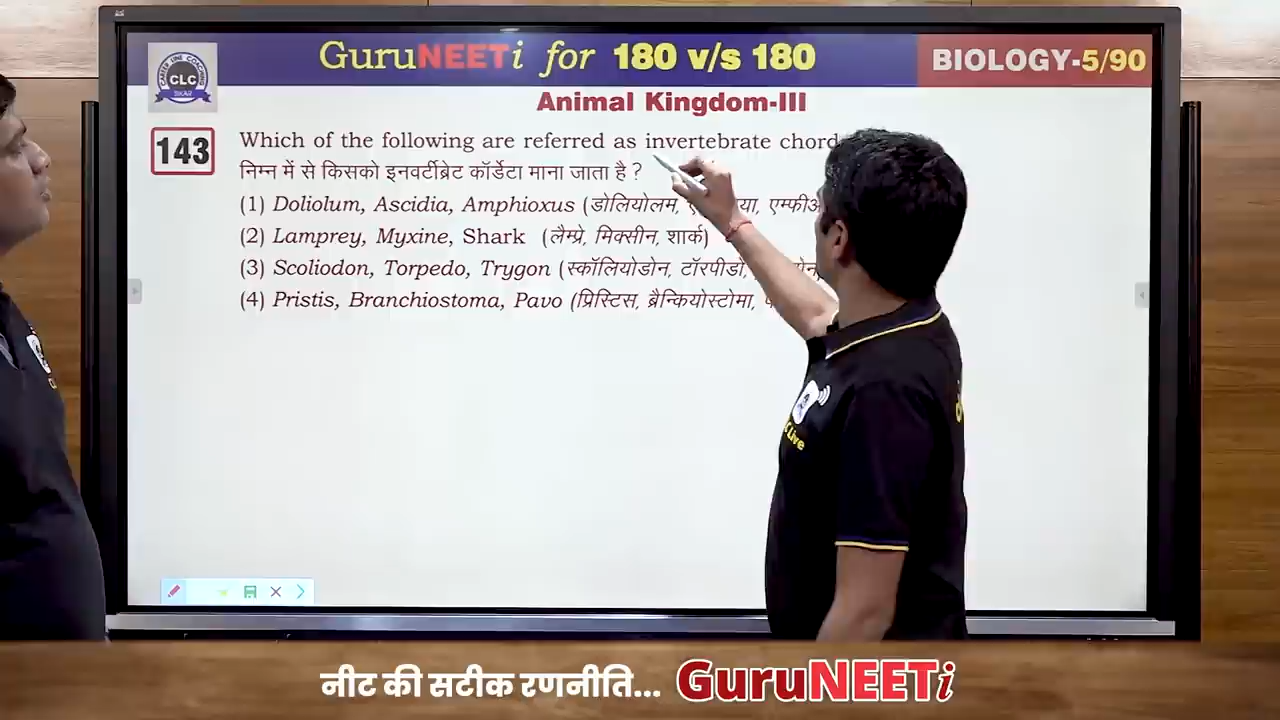 GuruNEETi for 180 v/s 180
BIOLOGY-5/90
CLC
SIKAR
Animal Kingdom-III
143
Which of the following are referred as invertebrate
निम्न में से किसको इनवर्टीब्रेट कॉर्डेटा माना जाता है ?
(1) Doliolum, Ascidia, Amphioxus (डोलियोलम,
(2) Lamprey, Myxine, Shark (लैम्प्रे, मिक्सीन, शार्क)
(3) Scoliodon, Torpedo, Trygon (स्कॉलियोडोन, टॉरपीडो,
(4) Pristis, Branchiostoma, Pavo (प्रिस्टिस, ब्रैन्कियोस्टोमा,
Live
नीट की सटीक रणनीति... GuruNEETi